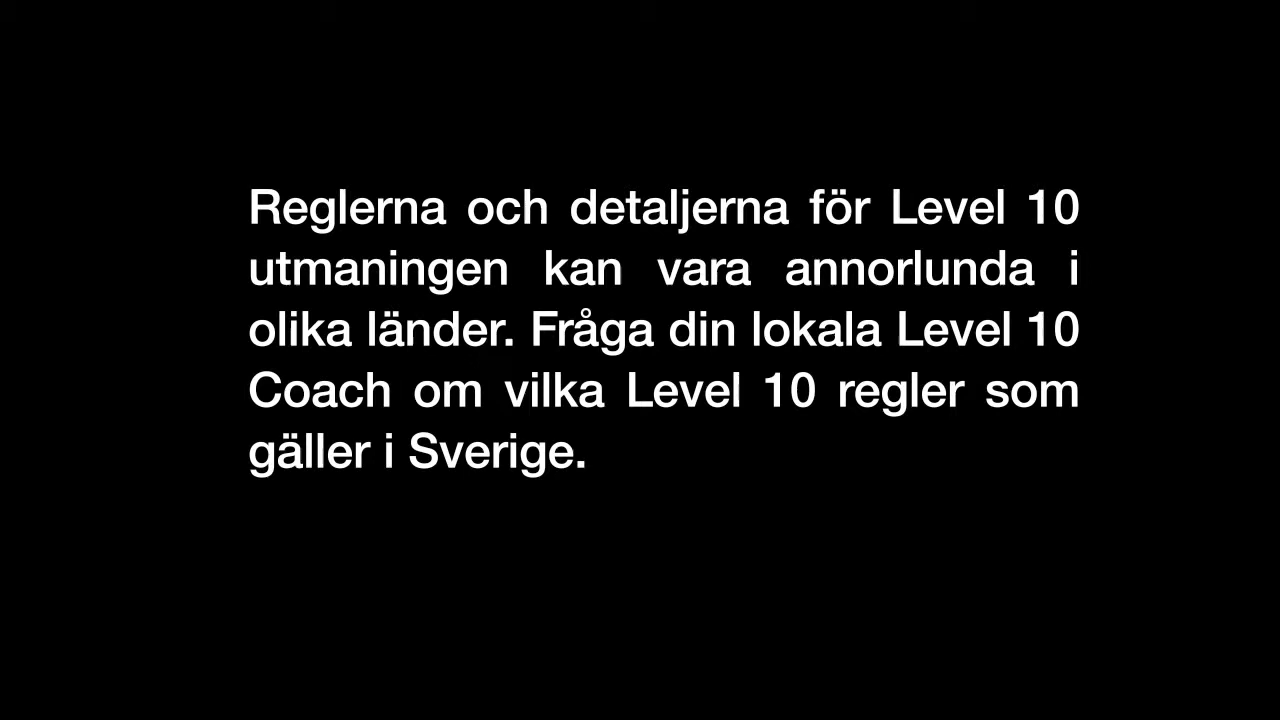 Reglerna och detaljerna för Level 10
utmaningen kan vara annorlunda i
olika länder. Fråga din lokala Level 10
Coach om vilka Level 10 regler som
gäller i Sverige.